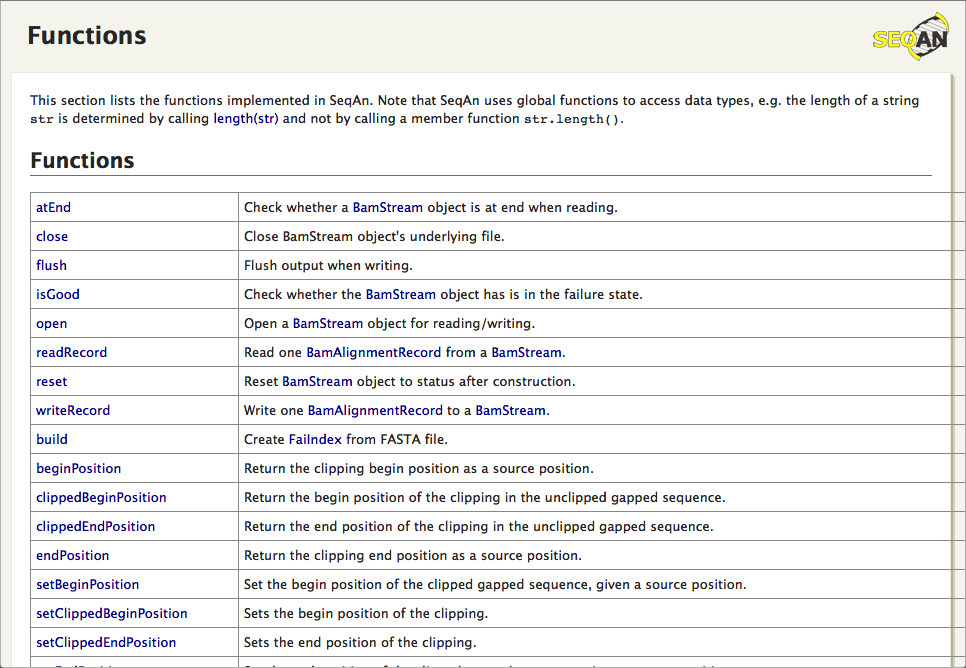 Functions
SEQAN
This section lists the functions implemented in SeqAn. Note that SeqAn uses global functions to access data types, e.g. the length of a string
str is determined by calling length(str) and not by calling a member function str.length().
Functions
atEnd Check whether a BamStream object is at end when reading.
close Close BamStream object's underlying file.
flush Flush output when writing.
isGood Check whether the BamStream object has is in the failure state.
open Open a BamStream object for reading/writing.
readRecord Read one BamAlignmentRecord from a BamStream.
reset Reset BamStream object to status after construction.
writeRecord Write one BamAlignmentRecord to a BamStream.
build Create FaiIndex from FASTA file.
beginPosition Return the clipping begin position as a source position.
clippedBeginPosition Return the begin position of the clipping in the unclipped gapped sequence.
clippedEndPosition Return the end position of the clipping in the unclipped gapped sequence.
endPosition Return the clipping end position as a source position.
setBeginPosition Set the begin position of the clipped gapped sequence, given a source position.
setClippedBeginPosition Sets the begin position of the clipping.
setClippedEndPosition Sets the end position of the clipping.